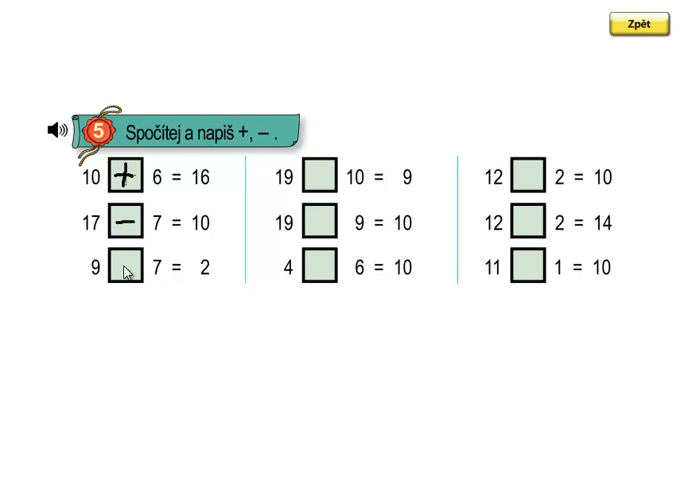 Zpět
5 Spočítej a napiš +, – .
10 + 6 = 16
17 – 7 = 10
9 7 = 2
19 10 = 9
19 9 = 10
4 6 = 10
12 2 = 10
12 2 = 14
11 1 = 10